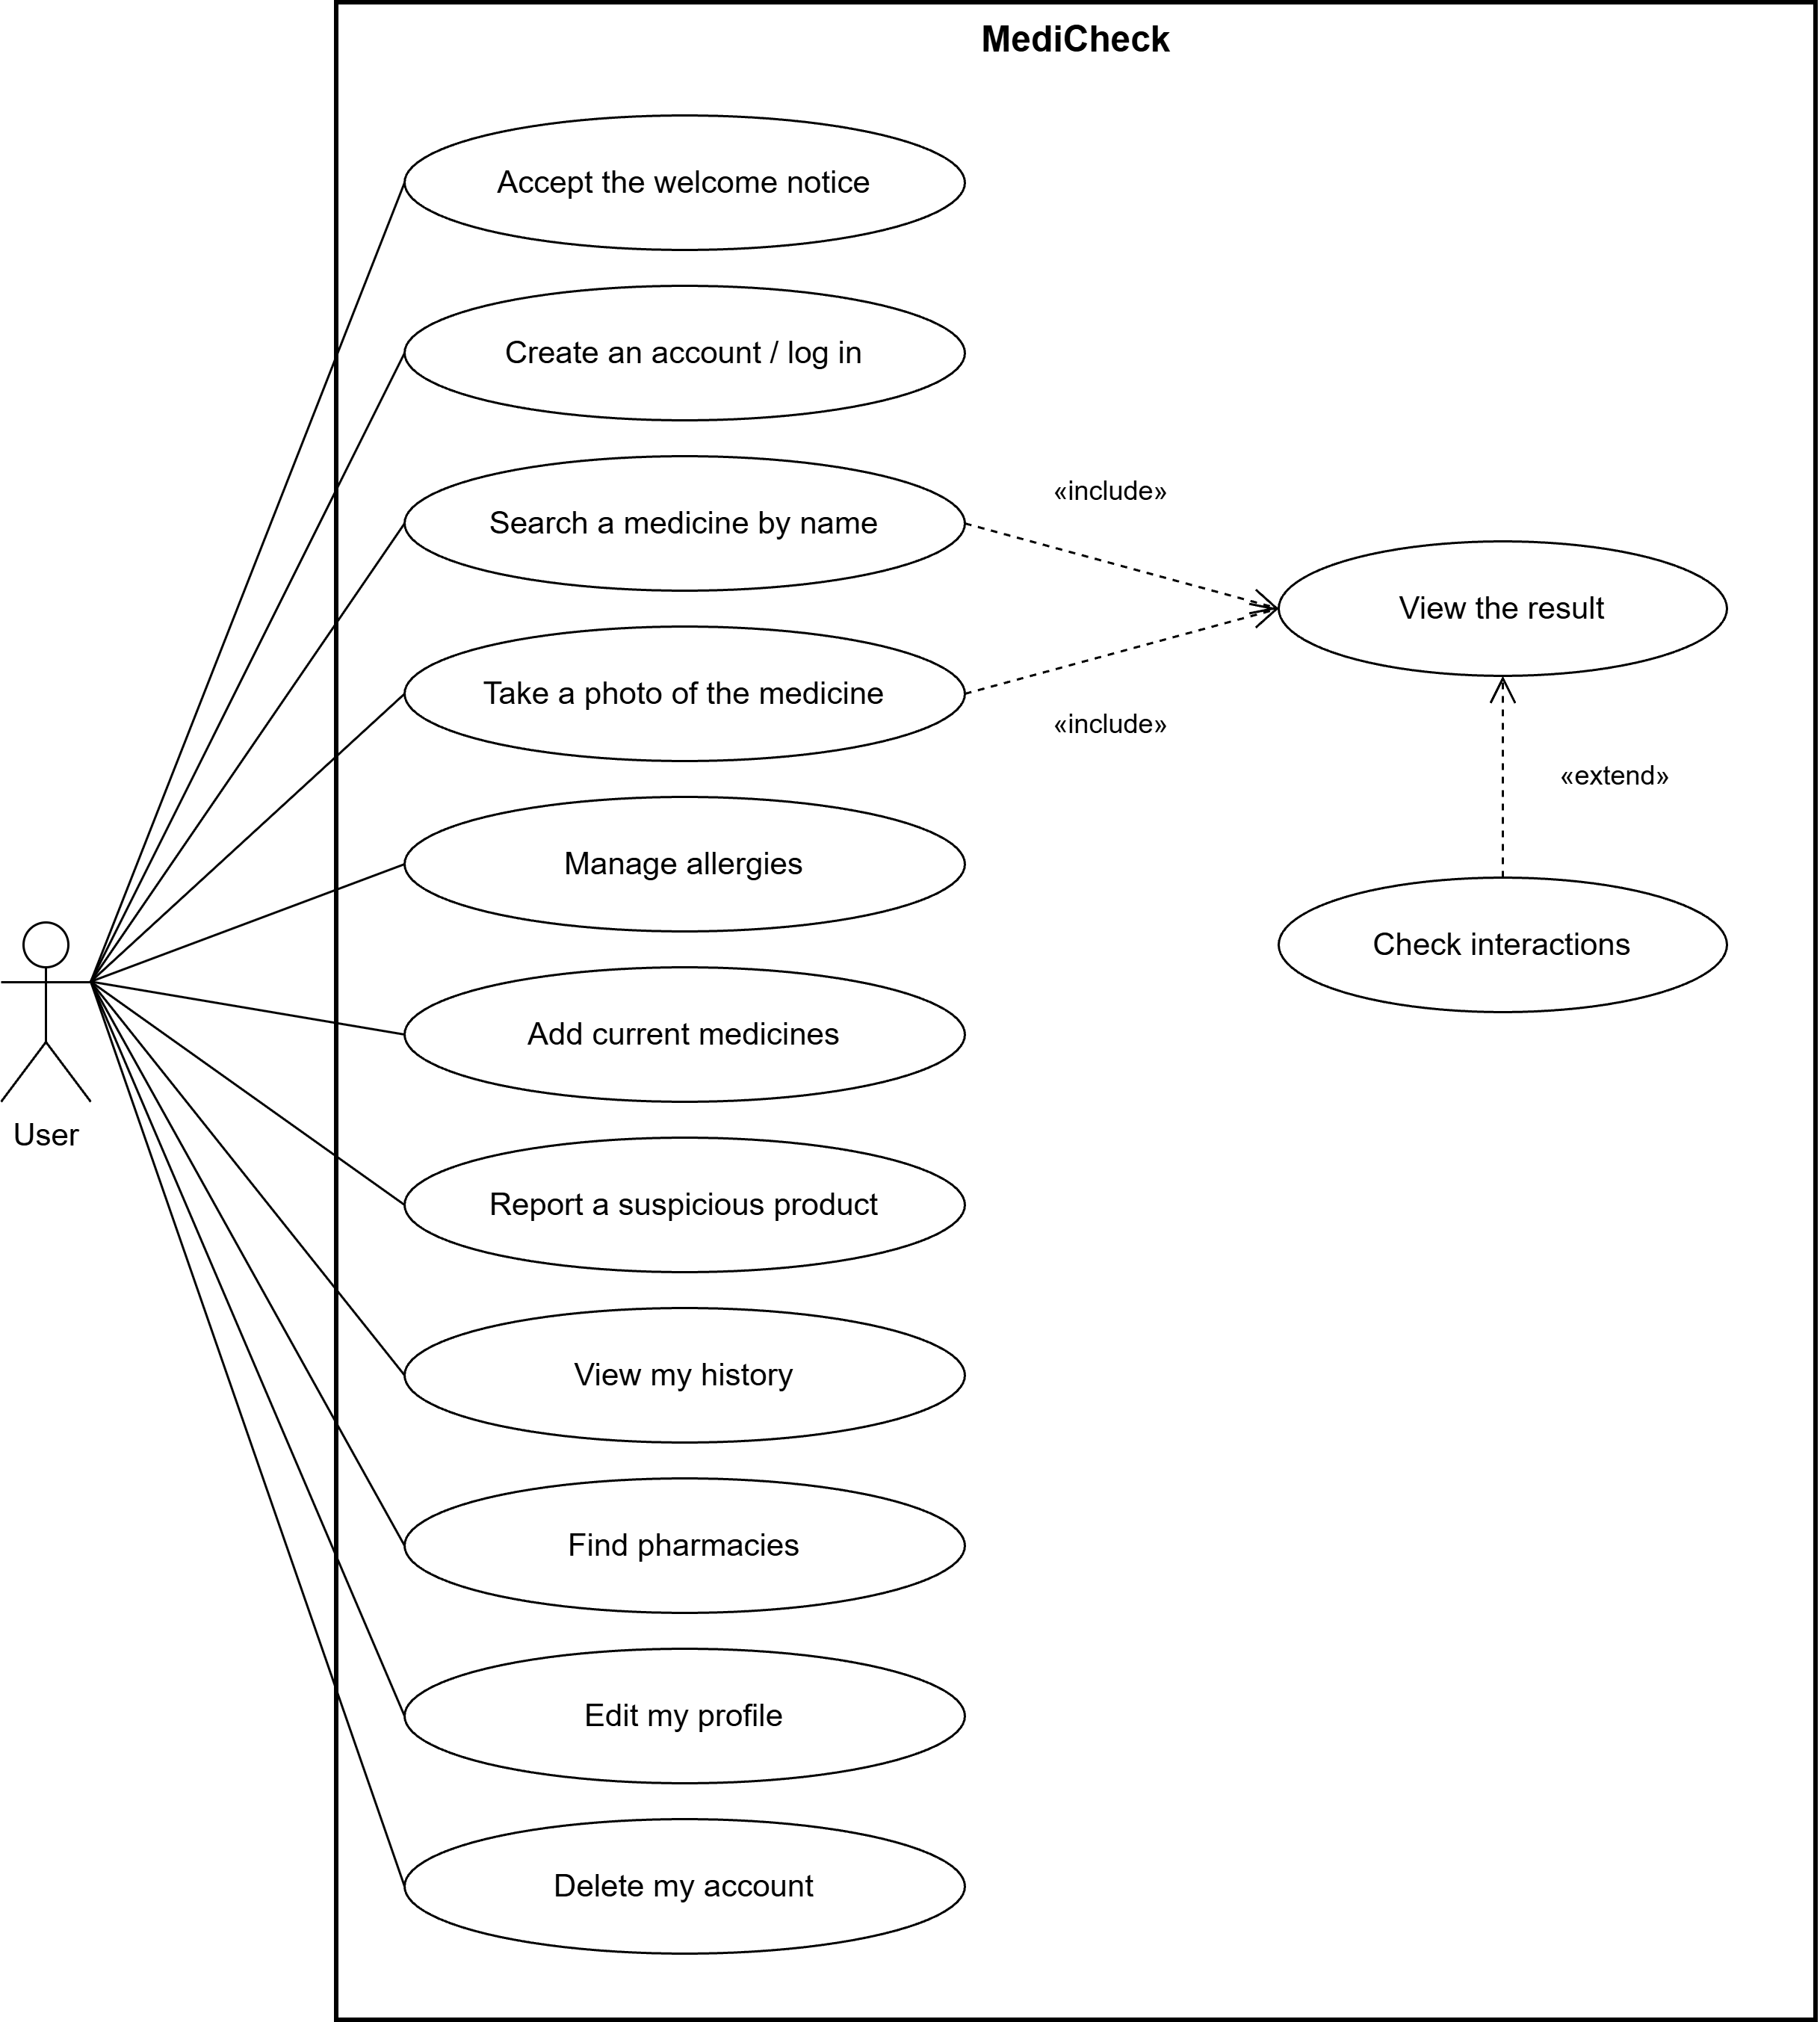 MediCheck
Accept the welcome notice
Create an account / log in
Search a medicine by name
«include»
View the result
Take a photo of the medicine
«include»
«extend»
Manage allergies
Check interactions
Add current medicines
User
Report a suspicious product
View my history
Find pharmacies
Edit my profile
Delete my account